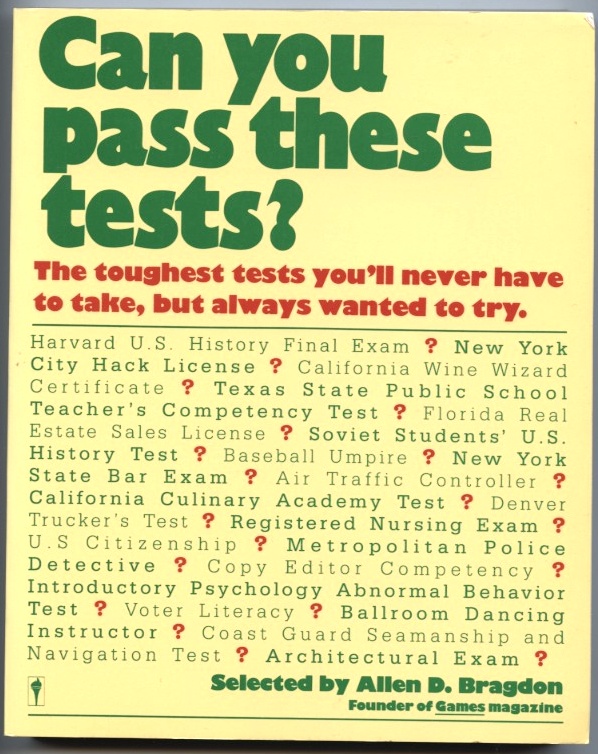 Can you
pass these
tests?
The toughest tests you'll never have
to take, but always wanted to try.
Harvard U.S. History Final Exam ? New York
City Hack License ? California Wine Wizard
Certificate ? Texas State Public School
Teacher's Competency Test ? Florida Real
Estate Sales License ? Soviet Students' U.S.
History Test ? Baseball Umpire ? New York
State Bar Exam ? Air Traffic Controller ?
California Culinary Academy Test ? Denver
Trucker's Test ? Registered Nursing Exam ?
U.S Citizenship ? Metropolitan Police
Detective ? Copy Editor Competency ?
Introductory Psychology Abnormal Behavior
Test ? Voter Literacy ? Ballroom Dancing
Instructor ? Coast Guard Seamanship and
Navigation Test ? Architectural Exam ?
Selected by Allen D. Bragdon
Founder of Games magazine